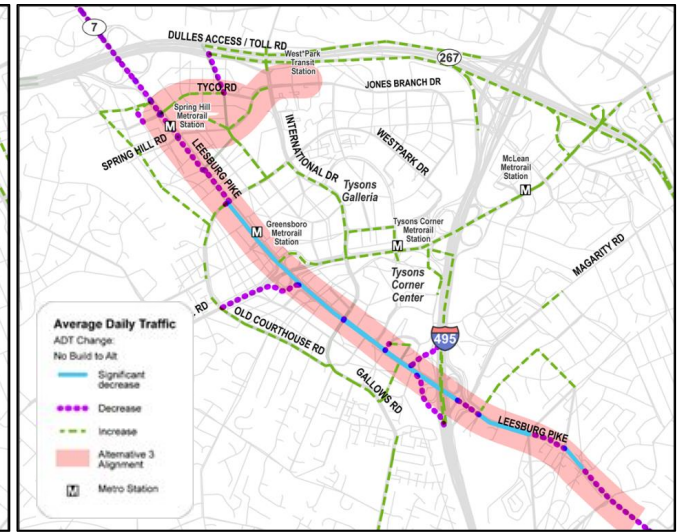 7
DULLES ACCESS / TOLL RD
West*Park
Transit
Station
267
TYCO RD
JONES BRANCH DR
Spring Hill
Metrorail
Station
M
SPRING HILL RD
LEESBURG PIKE
INTERNATIONAL DR
WESTPARK DR
McLean
Metrorail
Station
M
Tysons
Galleria
Greensboro
Metrorail
Station
M
Tysons Corner
Metrorail
Station
M
MAGARITY RD
Tysons
Corner
Center
RD
OLD COURTHOUSE RD
495
GALLOWS RD
LEESBURG PIKE
Average Daily Traffic
ADT Change:
No Build to Alt
Significant
decrease
Decrease
Increase
Alternative 3
Alignment
M Metro Station